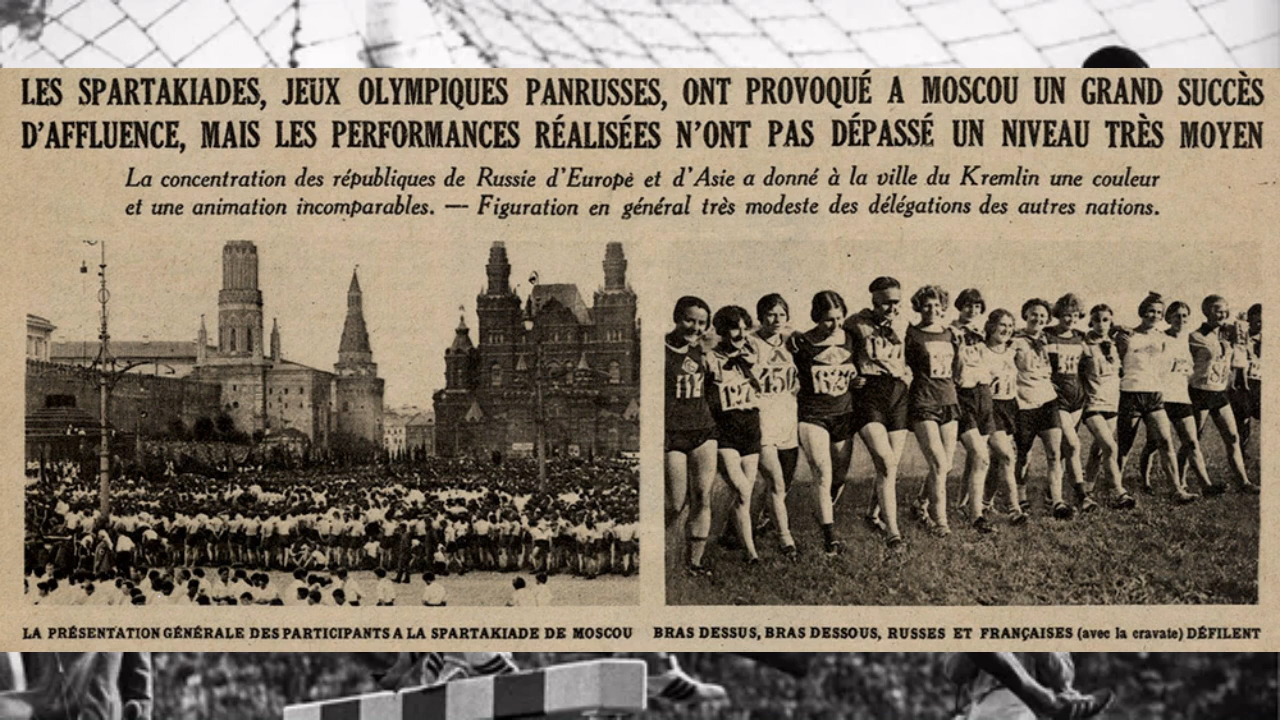 LES SPARTAKIADES, JEUX OLYMPIQUES PANRUSSES, ONT PROVOQUÉ A MOSCOU UN GRAND SUCCÈS
D'AFFLUENCE, MAIS LES PERFORMANCES RÉALISÉES N'ONT PAS DÉPASSÉ UN NIVEAU TRÈS MOYEN
La concentration des républiques de Russie d'Europe et d'Asie a donné à la ville du Kremlin une couleur
et une animation incomparables. — Figuration en général très modeste des délégations des autres nations.
LA PRÉSENTATION GÉNÉRALE DES PARTICIPANTS A LA SPARTAKIADE DE MOSCOU
BRAS DESSUS, BRAS DESSOUS, RUSSES ET FRANÇAISES (avec la cravate) DÉFILENT